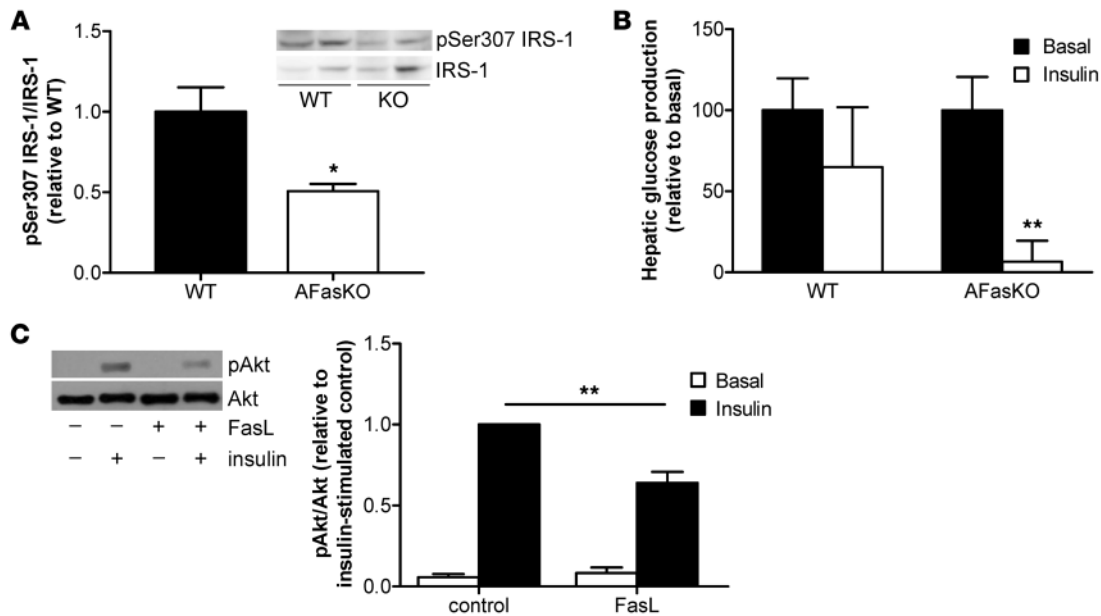 A
pSer307 IRS-1/IRS-1
(relative to WT)
1.5
1.0
0.5
0.0
pSer307 IRS-1
IRS-1
WT KO
*
WT AFasKO
B
Hepatic glucose production
(relative to basal)
150
100
50
0
Basal
Insulin
**
WT AFasKO
C
pAkt
Akt
– – + + FasL
– + – + insulin
pAkt/Akt (relative to
insulin-stimulated control)
1.5
1.0
0.5
0.0
**
Basal
Insulin
control FasL